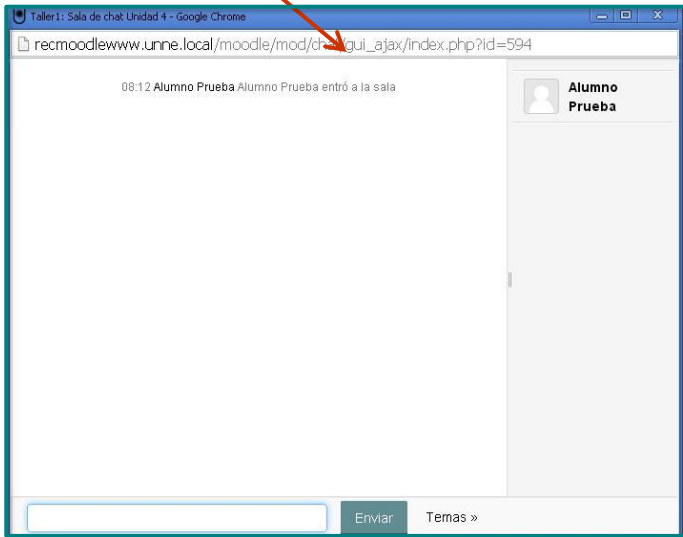 Taller1: Sala de chat Unidad 4 - Google Chrome
recmoodlewww.unne.local/moodle/mod/chat/gui_ajax/index.php?id=594
08:12 Alumno Prueba Alumno Prueba entró a la sala
Alumno
Prueba
Enviar
Temas »